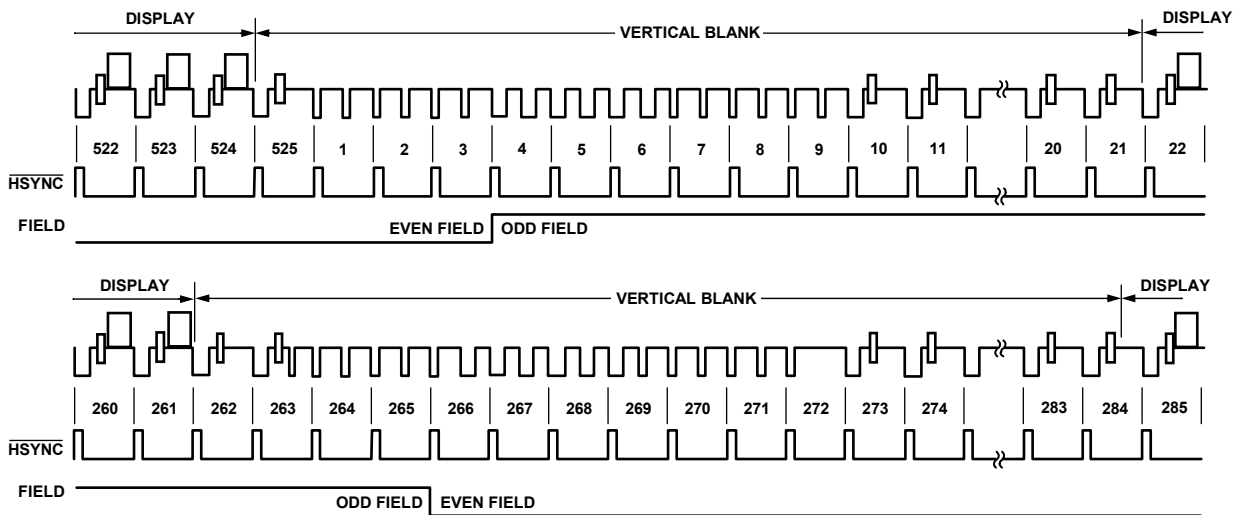 DISPLAY VERTICAL BLANK DISPLAY
522 523 524 525 1 2 3 4 5 6 7 8 9 10 11 20 21 22
HSYNC
FIELD EVEN FIELD ODD FIELD
DISPLAY VERTICAL BLANK DISPLAY
260 261 262 263 264 265 266 267 268 269 270 271 272 273 274 283 284 285
HSYNC
FIELD ODD FIELD EVEN FIELD